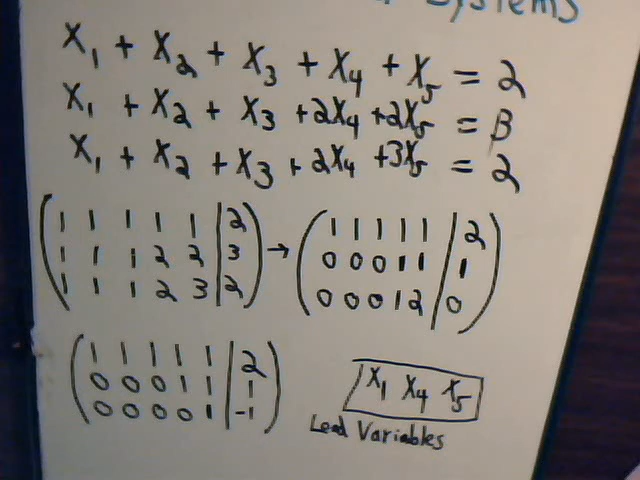 Systems
X₁ + X₂ + X₃ + X₄ + X₅ = 2
X₁ + X₂ + X₃ + 2X₄ + 2X₅ = 3
X₁ + X₂ + X₃ + 2X₄ + 3X₅ = 2
( 1 1 1 1 1 | 2 ) → ( 1 1 1 1 1 | 2 )
( 1 1 1 2 2 | 3 ) ( 0 0 0 1 1 | 1 )
( 1 1 1 2 3 | 2 ) ( 0 0 0 1 2 | 0 )
( 1 1 1 1 1 | 2 )
( 0 0 0 1 1 | 1 )
( 0 0 0 0 1 | -1 )
X₁ X₄ X₅
Lead Variables